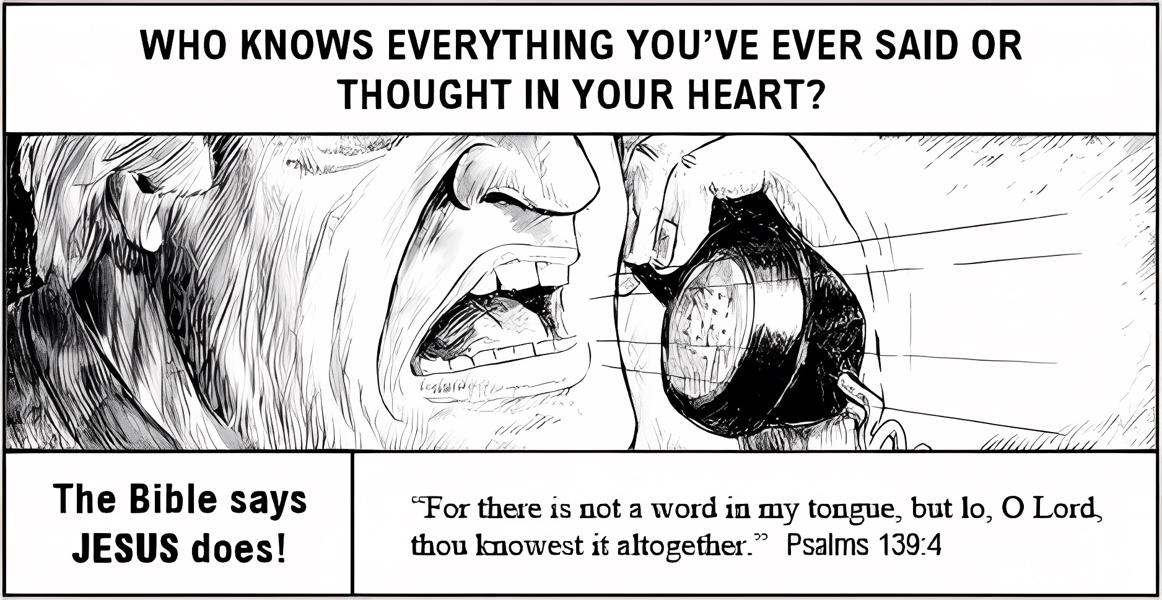 WHO KNOWS EVERYTHING YOU’VE EVER SAID OR
THOUGHT IN YOUR HEART?
The Bible says
JESUS does!
“For there is not a word in my tongue, but lo, O Lord,
thou knowest it altogether.” Psalms 139:4